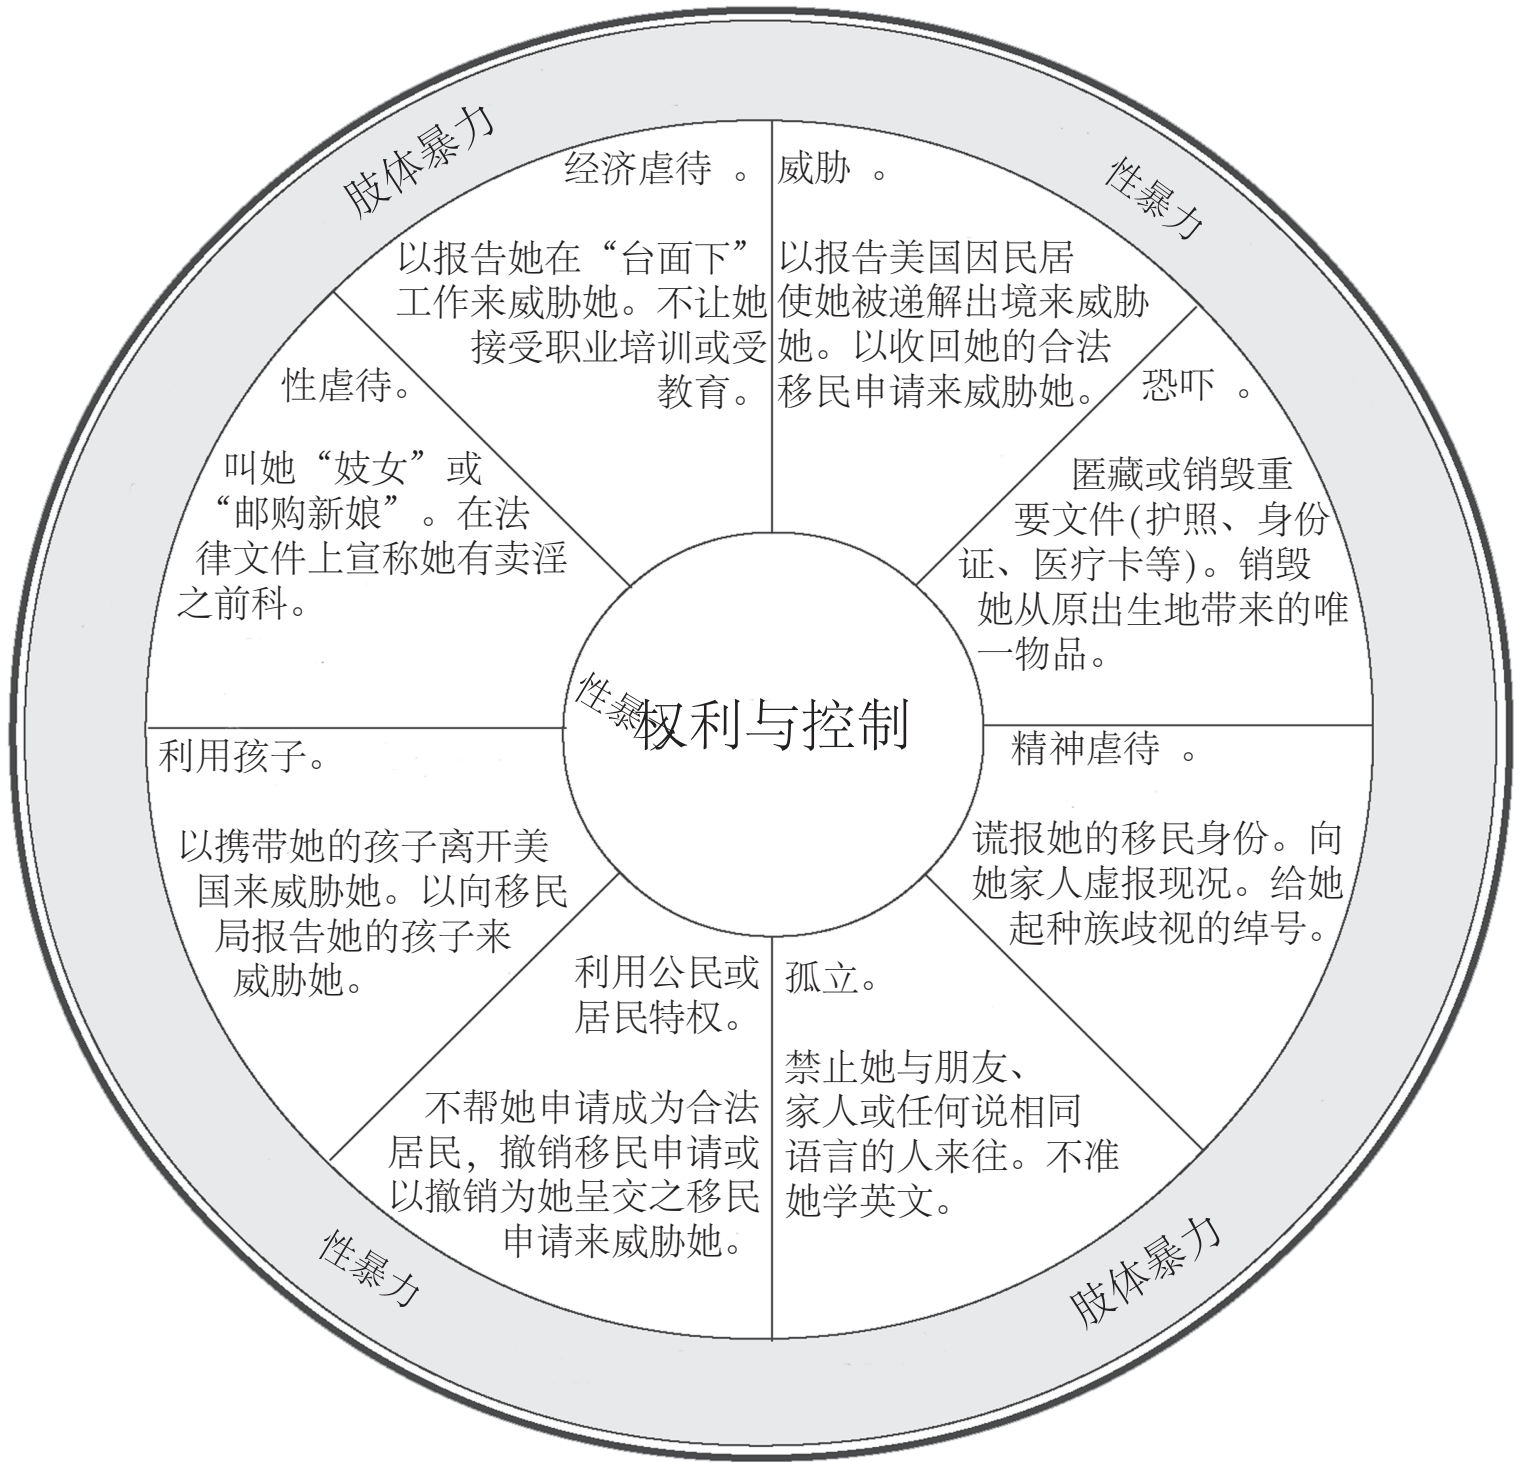 肢体暴力
性暴力
经济虐待 。
以报告她在“台面下”
工作来威胁她。不让她
接受职业培训或受
教育。
威胁 。
以报告美国因民居
使她被递解出境来威胁
她。以收回她的合法
移民申请来威胁她。
恐吓 。
匿藏或销毁重
要文件(护照、身份
证、医疗卡等)。销毁
她从原出生地带来的唯
一物品。
性虐待。
叫她“妓女”或
“邮购新娘”。在法
律文件上宣称她有卖淫
之前科。
性暴力
权利与控制
精神虐待 。
谎报她的移民身份。向
她家人虚报现况。给她
起种族歧视的绰号。
利用孩子。
以携带她的孩子离开美
国来威胁她。以向移民
局报告她的孩子来
威胁她。
利用公民或
居民特权。
不帮她申请成为合法
居民，撤销移民申请或
以撤销为她呈交之移民
申请来威胁她。
孤立。
禁止她与朋友、
家人或任何说相同
语言的人来往。不准
她学英文。
性暴力
肢体暴力